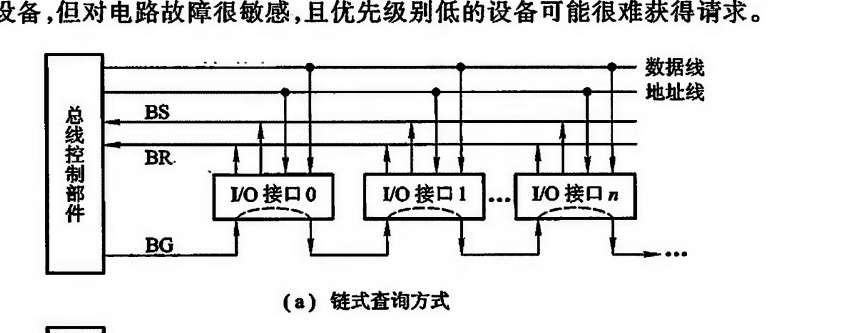 设备,但对电路故障很敏感,且优先级别低的设备可能很难获得请求。
数据线
地址线
BS
BR
总线控制部件
I/O 接口 0
I/O 接口 1
…
I/O 接口 n
BG
…
(a) 链式查询方式